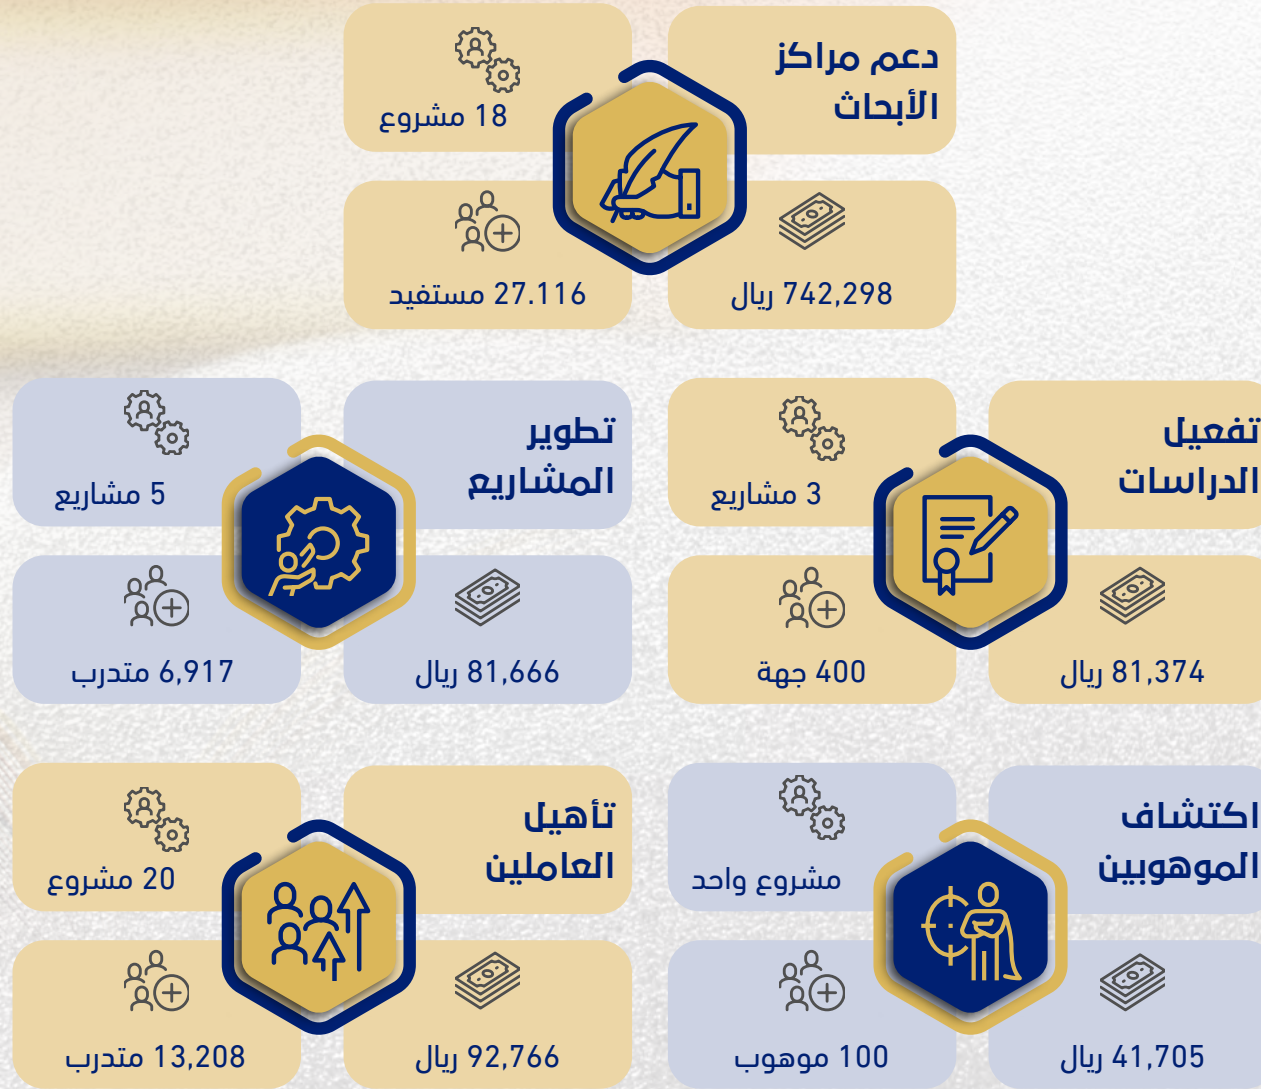 دعم مراكز
الأبحاث
18 مشروع
742,298 ريال
27.116 مستفيد
تفعيل
الدراسات
3 مشاريع
81,374 ريال
400 جهة
تطوير
المشاريع
5 مشاريع
81,666 ريال
6,917 متدرب
اكتشاف
الموهوبين
مشروع واحد
41,705 ريال
100 موهوب
تأهيل
العاملين
20 مشروع
92,766 ريال
13,208 متدرب